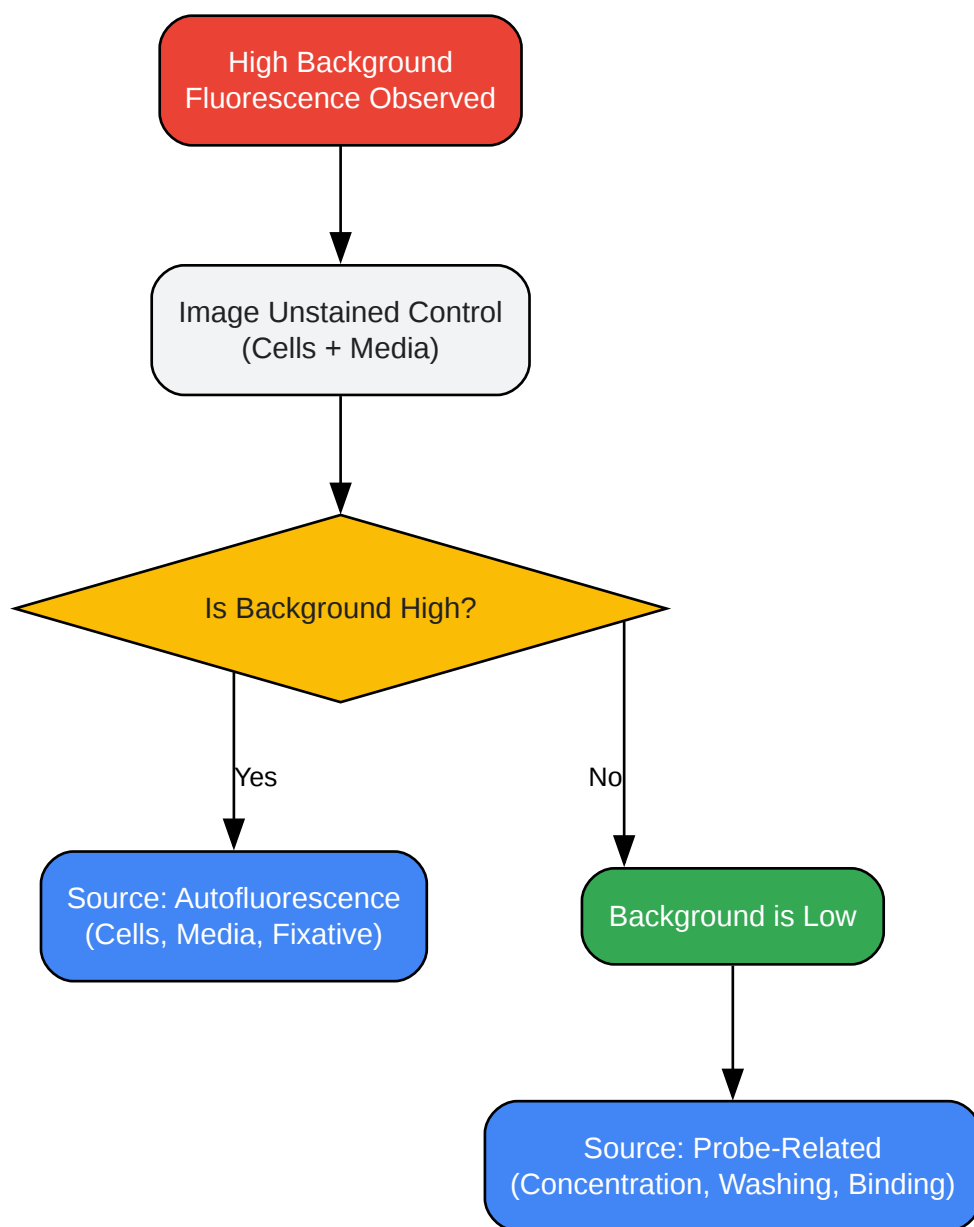 High Background
Fluorescence Observed
Image Unstained Control
(Cells + Media)
Is Background High?
Yes
No
Source: Autofluorescence
(Cells, Media, Fixative)
Background is Low
Source: Probe-Related
(Concentration, Washing, Binding)